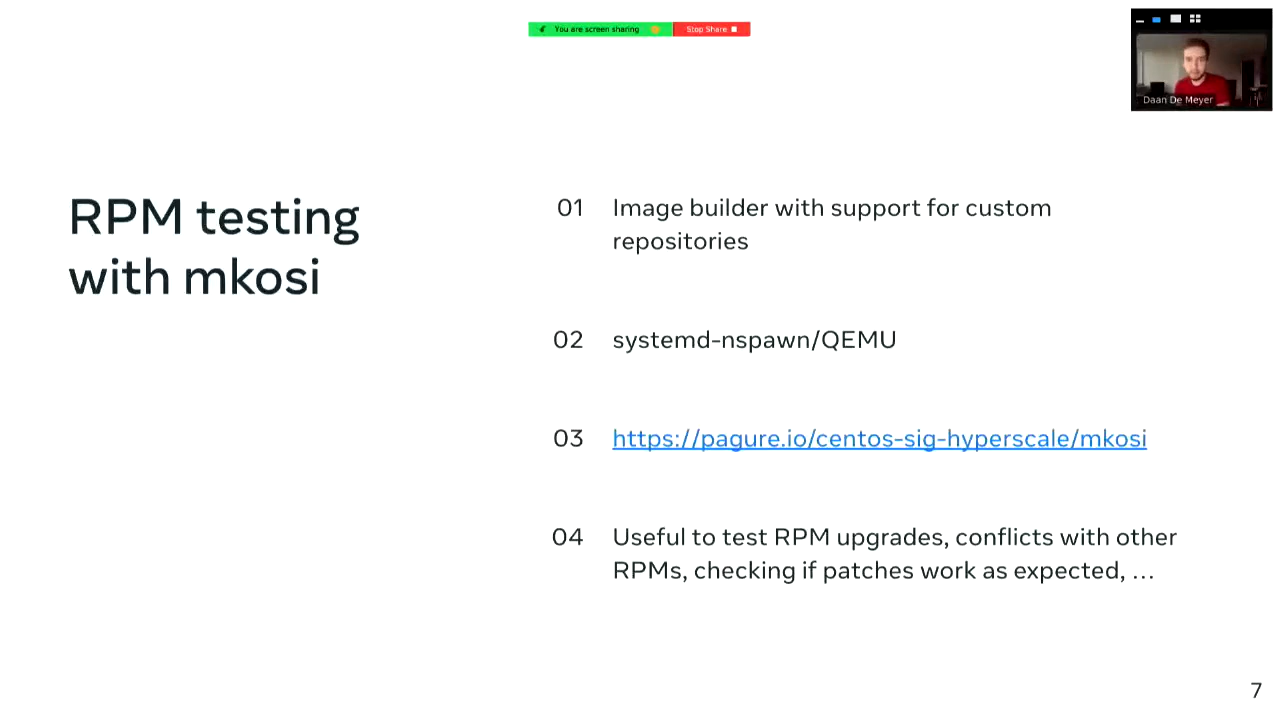 You are screen sharing
Stop Share
Daan De Meyer
RPM testing
with mkosi
01 Image builder with support for custom
repositories
02 systemd-nspawn/QEMU
03 https://pagure.io/centos-sig-hyperscale/mkosi
04 Useful to test RPM upgrades, conflicts with other
RPMs, checking if patches work as expected, …
7